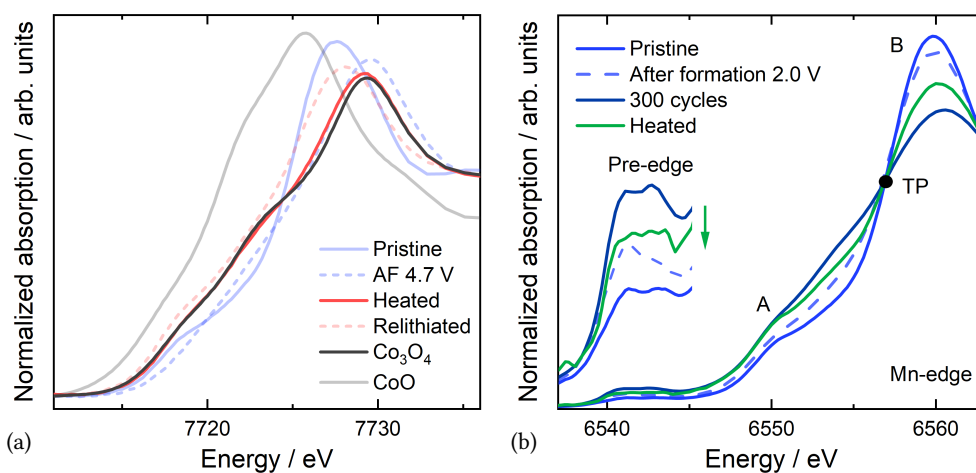 Normalized absorption / arb. units
Pristine
AF 4.7 V
Heated
Relithiated
Co₃O₄
CoO
7720
7730
Energy / eV
(a)
Normalized absorption / arb. units
Pristine
After formation 2.0 V
300 cycles
Heated
B
Pre-edge
TP
A
Mn-edge
6540
6550
6560
Energy / eV
(b)